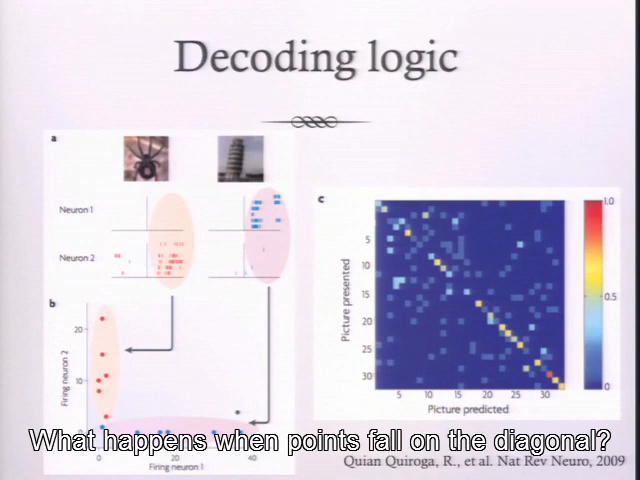 Decoding logic
a
Neuron 1
Neuron 2
b
20
10
0
Firing neuron 2
0
20
40
Firing neuron 1
c
5
10
15
20
25
30
Picture presented
5
10
15
20
25
30
Picture predicted
1.0
0.5
0
What happens when points fall on the diagonal?
Quian Quiroga, R., et al. Nat Rev Neuro, 2009